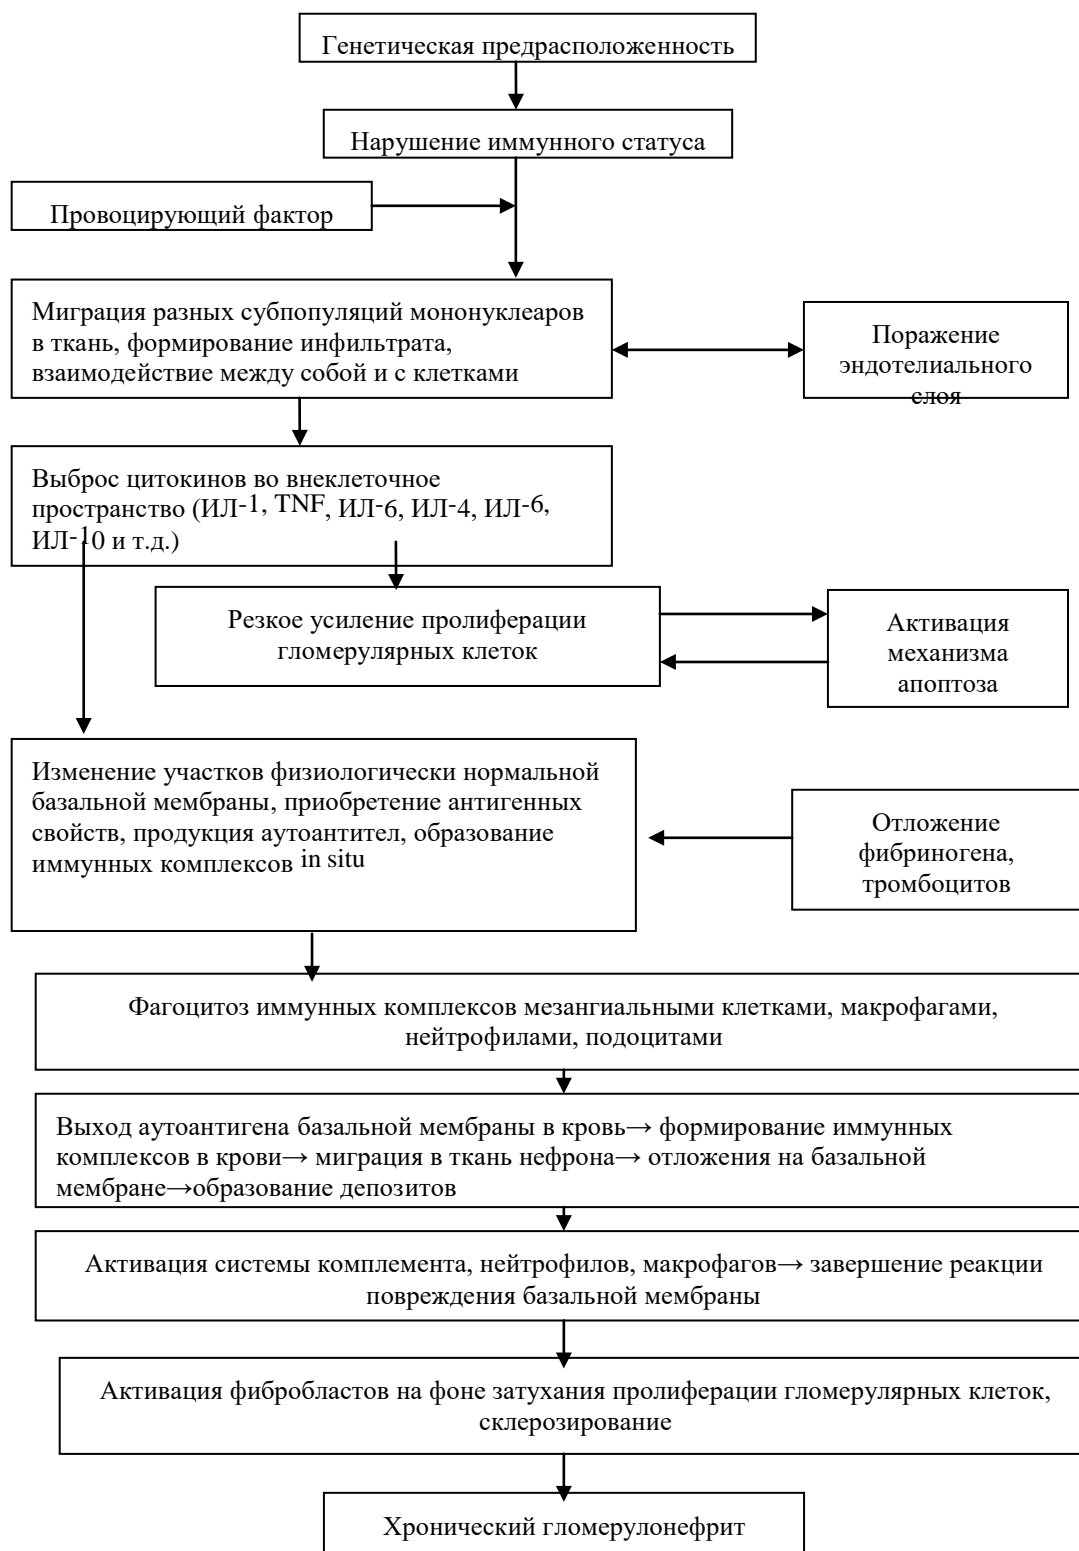 Генетическая предрасположенность
Нарушение иммунного статуса
Провоцирующий фактор
Миграция разных субпопуляций мононуклеаров
в ткань, формирование инфильтрата,
взаимодействие между собой и с клетками
Поражение
эндотелиального
слоя
Выброс цитокинов во внеклеточное
пространство (ИЛ-1, TNF, ИЛ-6, ИЛ-4, ИЛ-6,
ИЛ-10 и т.д.)
Резкое усиление пролиферации
гломерулярных клеток
Активация
механизма
апоптоза
Изменение участков физиологически нормальной
базальной мембраны, приобретение антигенных
свойств, продукция аутоантител, образование
иммунных комплексов in situ
Отложение
фибриногена,
тромбоцитов
Фагоцитоз иммунных комплексов мезангиальными клетками, макрофагами,
нейтрофилами, подоцитами
Выход аутоантигена базальной мембраны в кровь→ формирование иммунных
комплексов в крови→ миграция в ткань нефрона→ отложения на базальной
мембране→образование депозитов
Активация системы комплемента, нейтрофилов, макрофагов→ завершение реакции
повреждения базальной мембраны
Активация фибробластов на фоне затухания пролиферации гломерулярных клеток,
склерозирование
Хронический гломерулонефрит